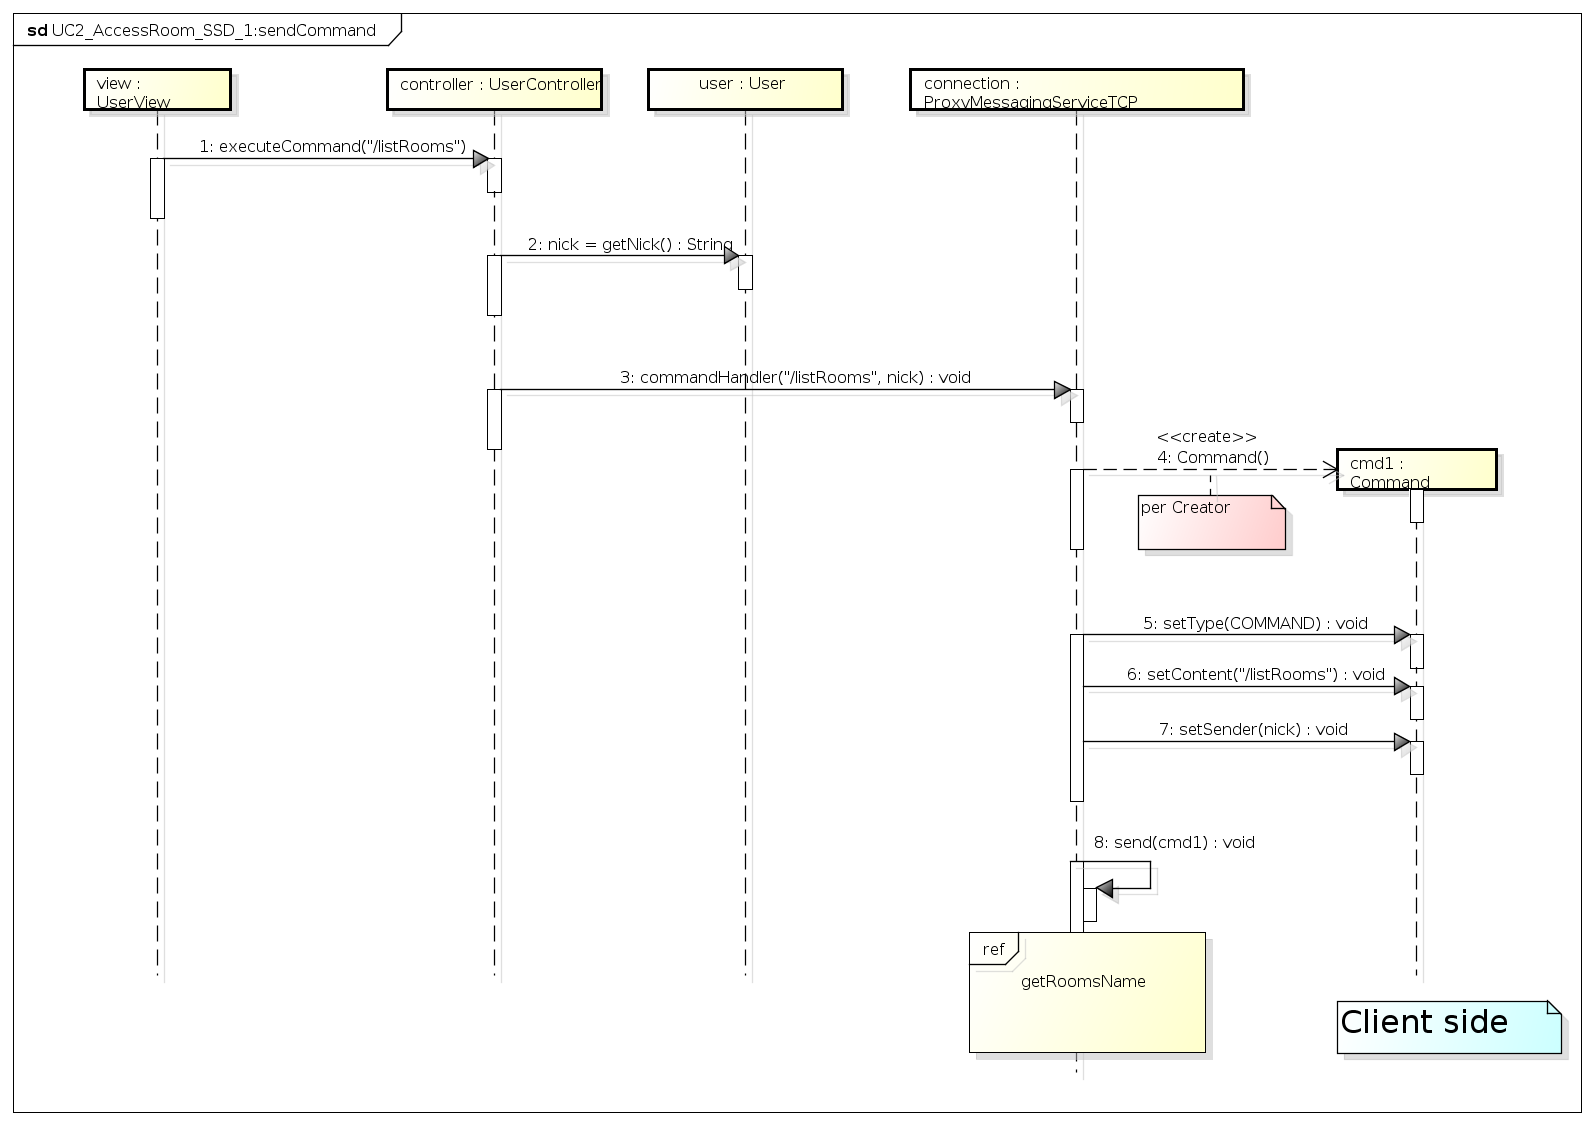 sd UC2_AccessRoom_SSD_1:sendCommand
view :
UserView
controller : UserController
user : User
connection :
ProxyMessagingServiceTCP
1: executeCommand("/listRooms")
2: nick = getNick() : String
3: commandHandler("/listRooms", nick) : void
<<create>>
4: Command()
cmd1 :
Command
per Creator
5: setType(COMMAND) : void
6: setContent("/listRooms") : void
7: setSender(nick) : void
8: send(cmd1) : void
ref
getRoomsName
Client side